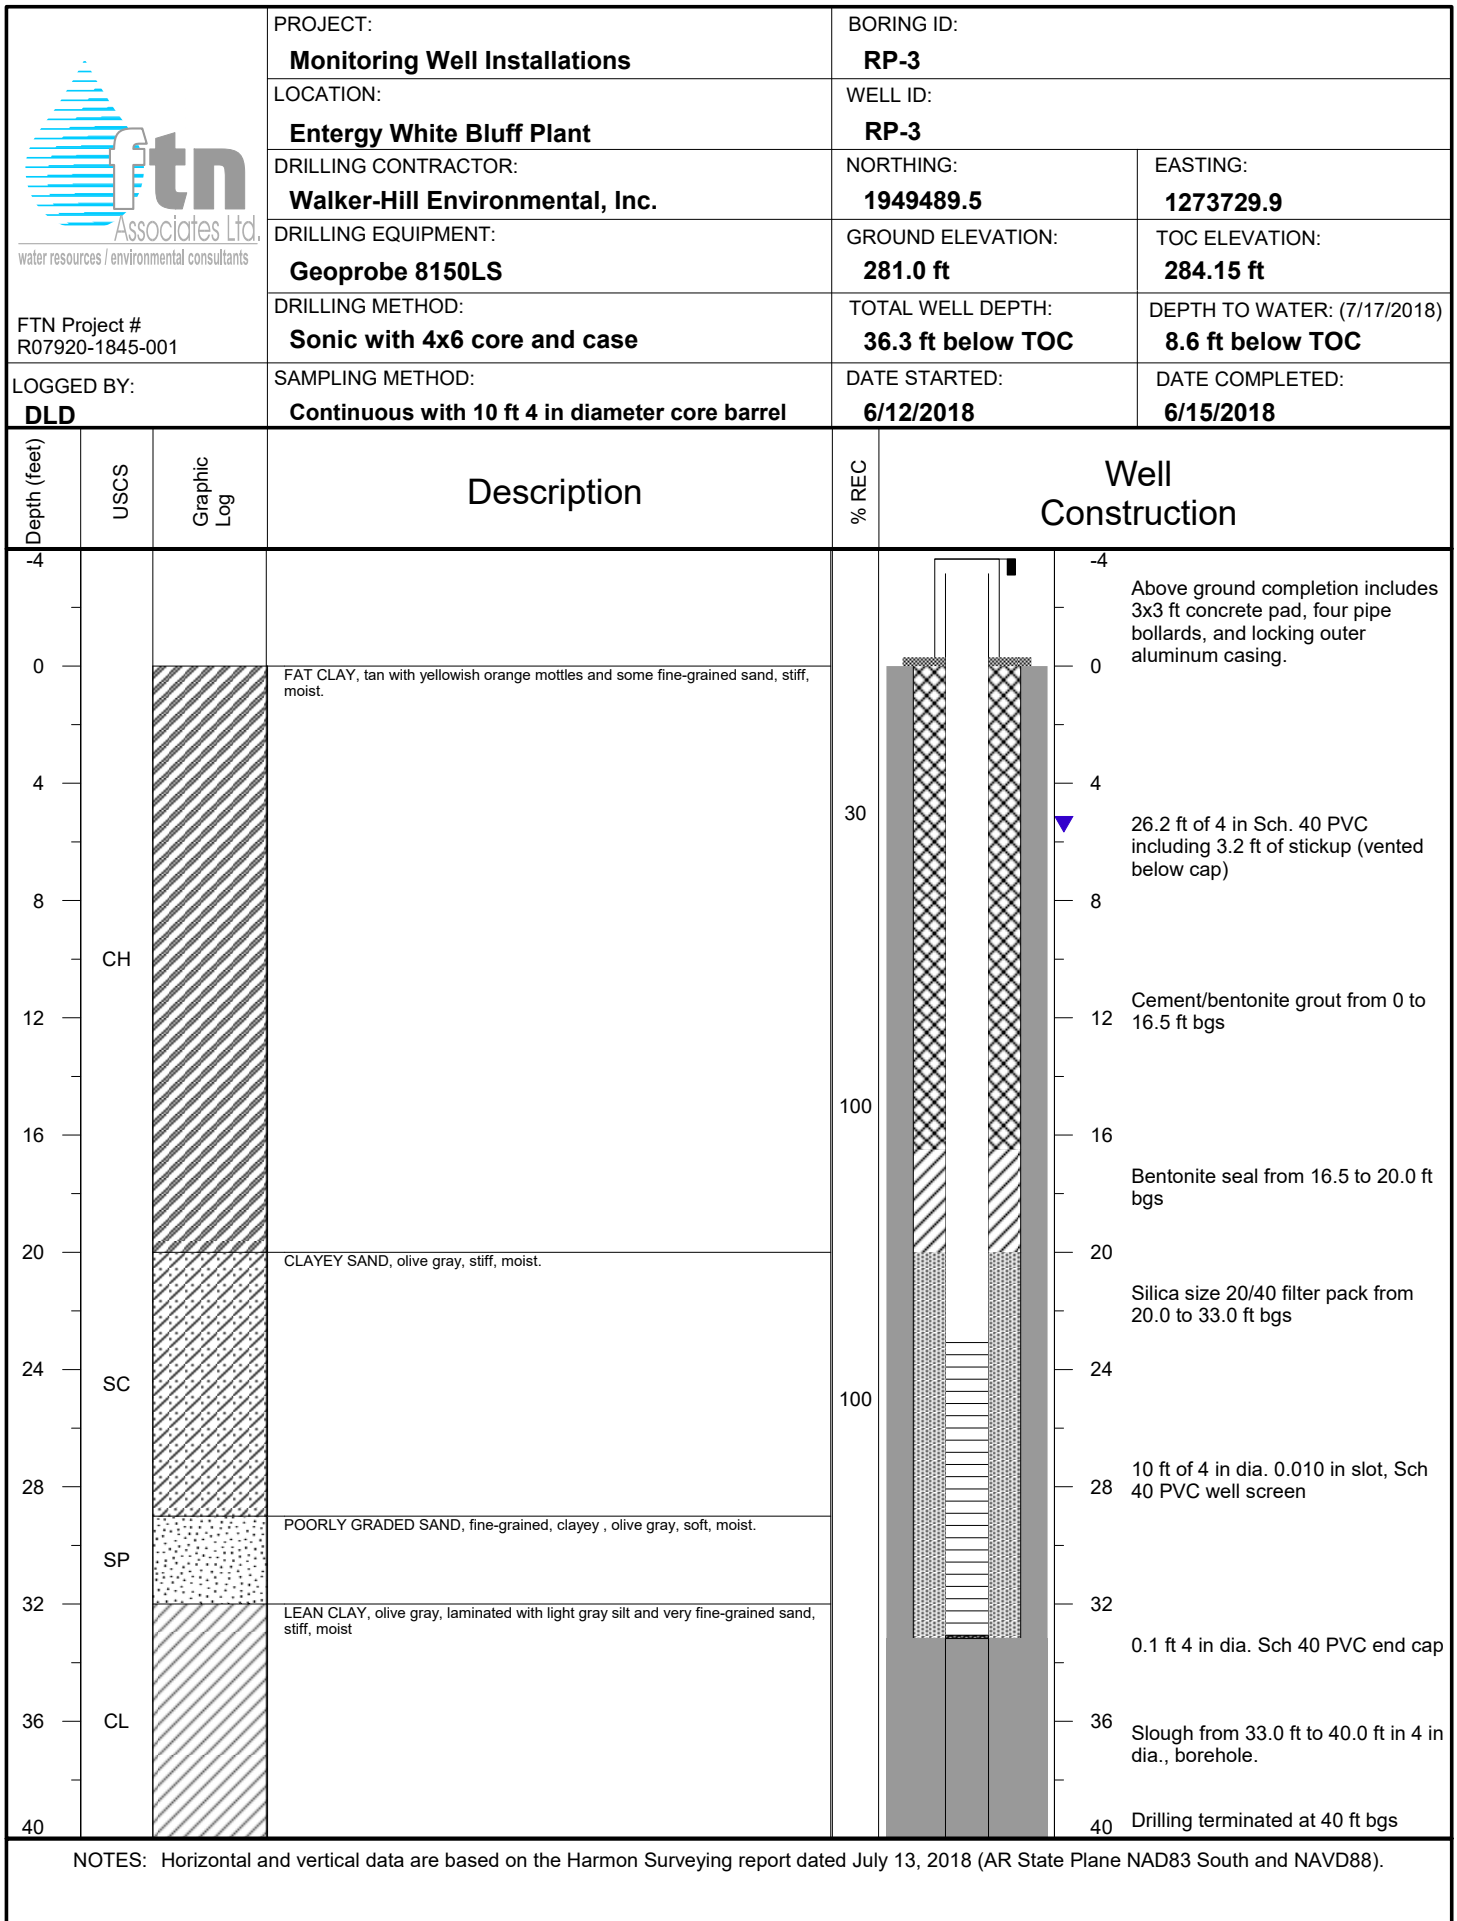 ftn
Associates Ltd.
water resources / environmental consultants
FTN Project #
R07920-1845-001
LOGGED BY:
DLD
PROJECT:
Monitoring Well Installations
LOCATION:
Entergy White Bluff Plant
DRILLING CONTRACTOR:
Walker-Hill Environmental, Inc.
DRILLING EQUIPMENT:
Geoprobe 8150LS
DRILLING METHOD:
Sonic with 4x6 core and case
SAMPLING METHOD:
Continuous with 10 ft 4 in diameter core barrel
BORING ID:
RP-3
WELL ID:
RP-3
NORTHING:
1949489.5
EASTING:
1273729.9
GROUND ELEVATION:
281.0 ft
TOC ELEVATION:
284.15 ft
TOTAL WELL DEPTH:
36.3 ft below TOC
DEPTH TO WATER: (7/17/2018)
8.6 ft below TOC
DATE STARTED:
6/12/2018
DATE COMPLETED:
6/15/2018
Depth (feet)
USCS
Graphic
Log
Description
% REC
Well
Construction
-4
0
4
8
12
16
20
24
28
32
36
40
CH
SC
SP
CL
FAT CLAY, tan with yellowish orange mottles and some fine-grained sand, stiff,
moist.
CLAYEY SAND, olive gray, stiff, moist.
POORLY GRADED SAND, fine-grained, clayey , olive gray, soft, moist.
LEAN CLAY, olive gray, laminated with light gray silt and very fine-grained sand,
stiff, moist
30
100
100
-4
0
4
8
12
16
20
24
28
32
36
40
Above ground completion includes
3x3 ft concrete pad, four pipe
bollards, and locking outer
aluminum casing.
26.2 ft of 4 in Sch. 40 PVC
including 3.2 ft of stickup (vented
below cap)
Cement/bentonite grout from 0 to
16.5 ft bgs
Bentonite seal from 16.5 to 20.0 ft
bgs
Silica size 20/40 filter pack from
20.0 to 33.0 ft bgs
10 ft of 4 in dia. 0.010 in slot, Sch
40 PVC well screen
0.1 ft 4 in dia. Sch 40 PVC end cap
Slough from 33.0 ft to 40.0 ft in 4 in
dia., borehole.
Drilling terminated at 40 ft bgs
NOTES: Horizontal and vertical data are based on the Harmon Surveying report dated July 13, 2018 (AR State Plane NAD83 South and NAVD88).